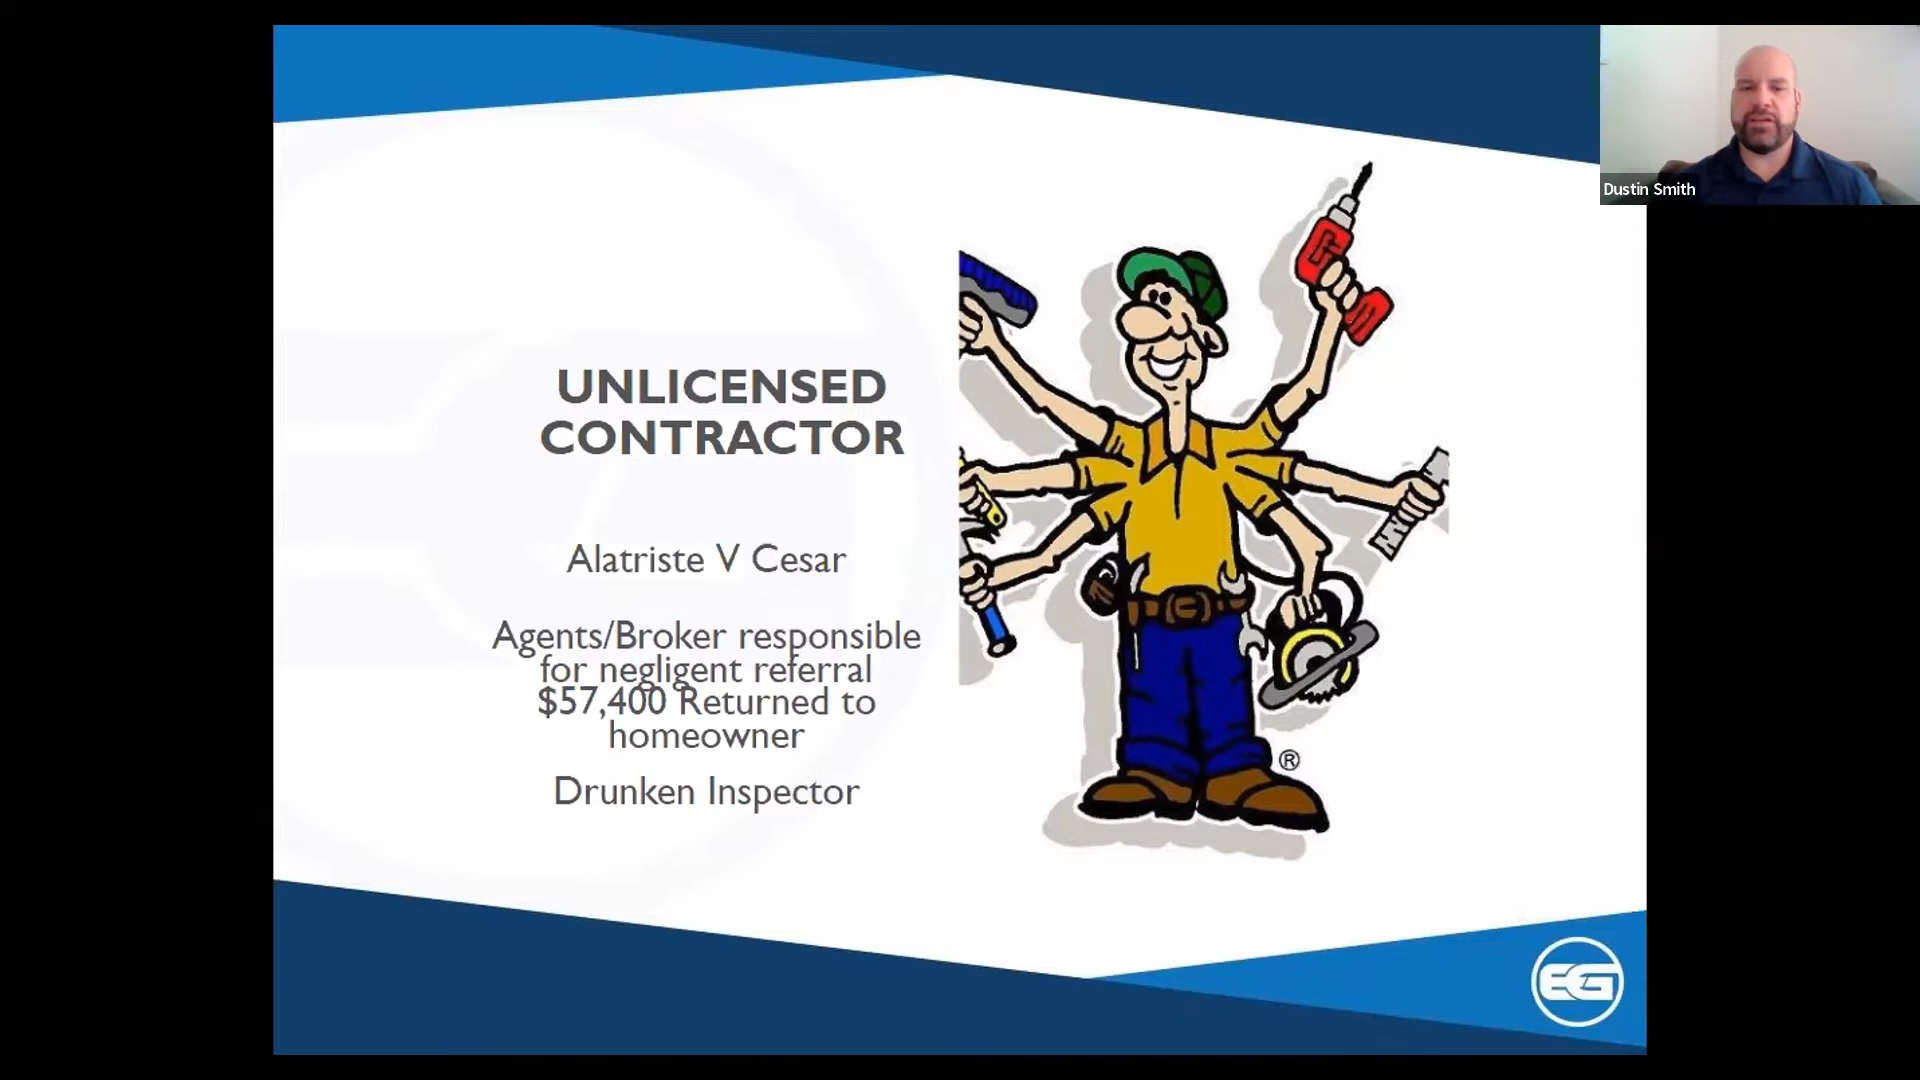 Dustin Smith
UNLICENSED
CONTRACTOR
Alatriste V Cesar
Agents/Broker responsible
for negligent referral
$57,400 Returned to
homeowner
Drunken Inspector
®
EG